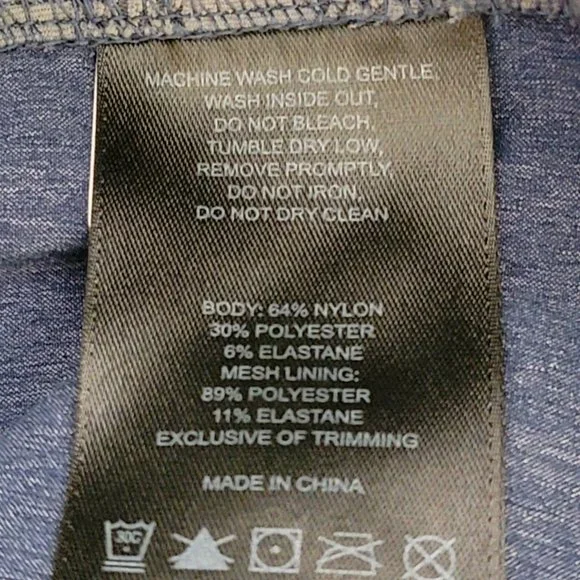 MACHINE WASH COLD GENTLE,
WASH INSIDE OUT,
DO NOT BLEACH,
TUMBLE DRY LOW,
REMOVE PROMPTLY,
DO NOT IRON,
DO NOT DRY CLEAN
BODY: 64% NYLON
30% POLYESTER
6% ELASTANE
MESH LINING:
89% POLYESTER
11% ELASTANE
EXCLUSIVE OF TRIMMING
MADE IN CHINA
30C